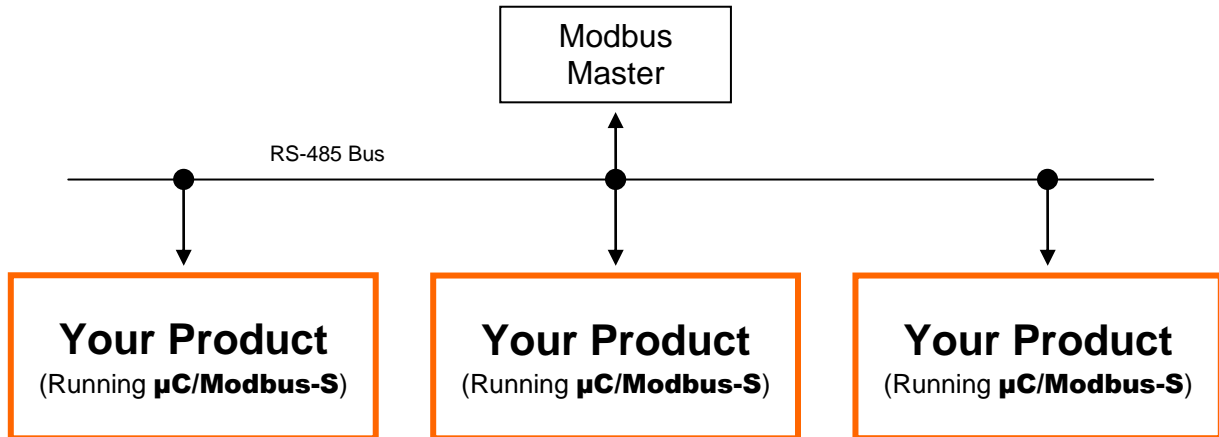 Modbus
Master
RS-485 Bus
Your Product
(Running µC/Modbus-S)
Your Product
(Running µC/Modbus-S)
Your Product
(Running µC/Modbus-S)